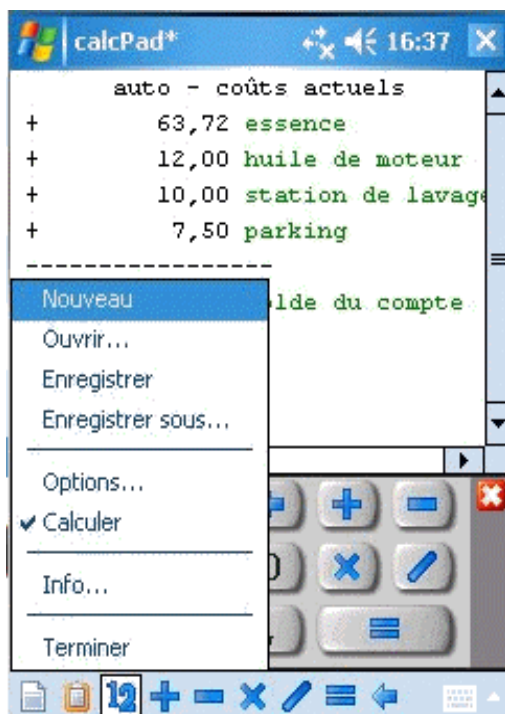 calcPad* 16:37
auto - coûts actuels
+ 63,72 essence
+ 12,00 huile de moteur
+ 10,00 station de lavage
+ 7,50 parking
-----------------
lde du compte
Nouveau
Ouvrir...
Enregistrer
Enregistrer sous...
Options...
Calculer
Info...
Terminer
12